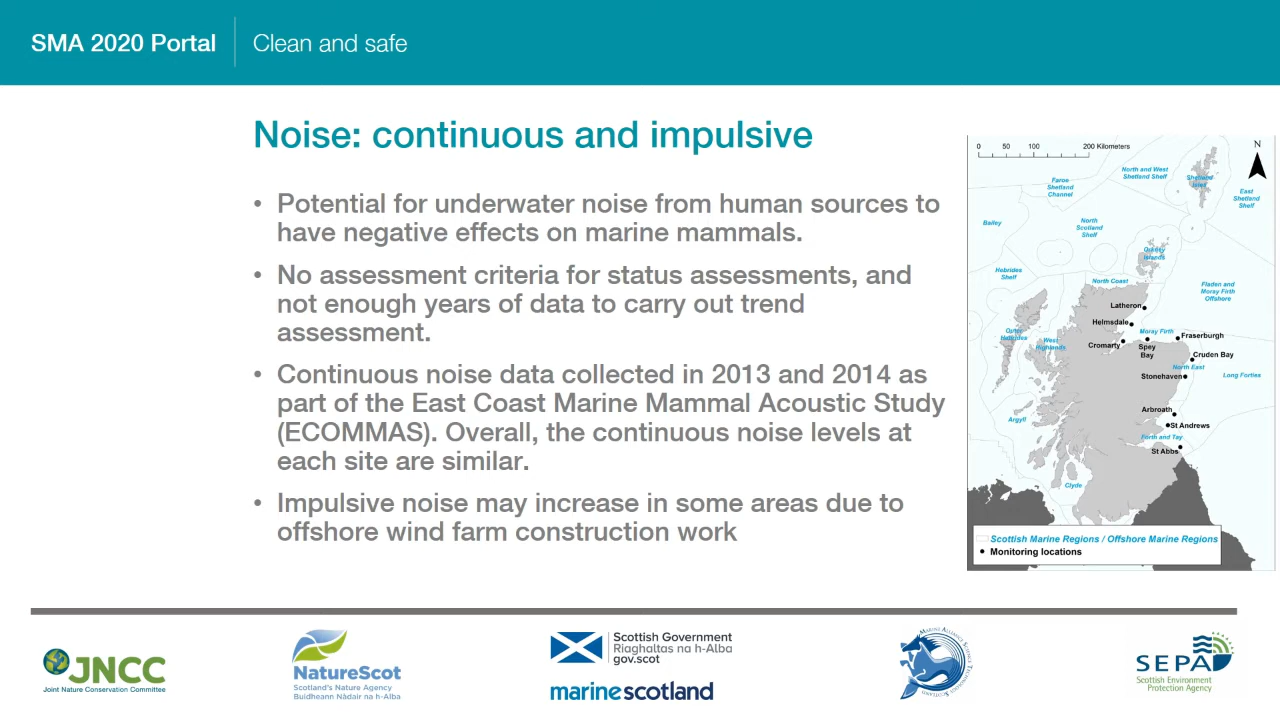 SMA 2020 Portal
Clean and safe
Noise: continuous and impulsive
• Potential for underwater noise from human sources to
have negative effects on marine mammals.
• No assessment criteria for status assessments, and
not enough years of data to carry out trend
assessment.
• Continuous noise data collected in 2013 and 2014 as
part of the East Coast Marine Mammal Acoustic Study
(ECOMMAS). Overall, the continuous noise levels at
each site are similar.
• Impulsive noise may increase in some areas due to
offshore wind farm construction work
0 50 100 200 Kilometers
N
North and West
Shetland Shelf
Faroe
Shetland
Channel
Shetland
Isles
East
Shetland
Shelf
Bailey
North
Scotland
Shelf
Orkney
Islands
Hebrides
Shelf
North Coast
Fladen and
Moray Firth
Offshore
Latheron
Helmsdale
Moray Firth
Fraserburgh
Outer
Hebrides
West
Highlands
Cromarty
Spey
Bay
Cruden Bay
North East
Stonehaven
Long Forties
Arbroath
Argyll
St Andrews
Forth and Tay
St Abbs
Clyde
Scottish Marine Regions / Offshore Marine Regions
Monitoring locations
JNCC
Joint Nature Conservation Committee
NatureScot
Scotland's Nature Agency
Buidheann Nàdair na h-Alba
Scottish Government
Riaghaltas na h-Alba
gov.scot
marinescotland
Marine Alliance Science Technology Scotland
SEPA
Scottish Environment
Protection Agency